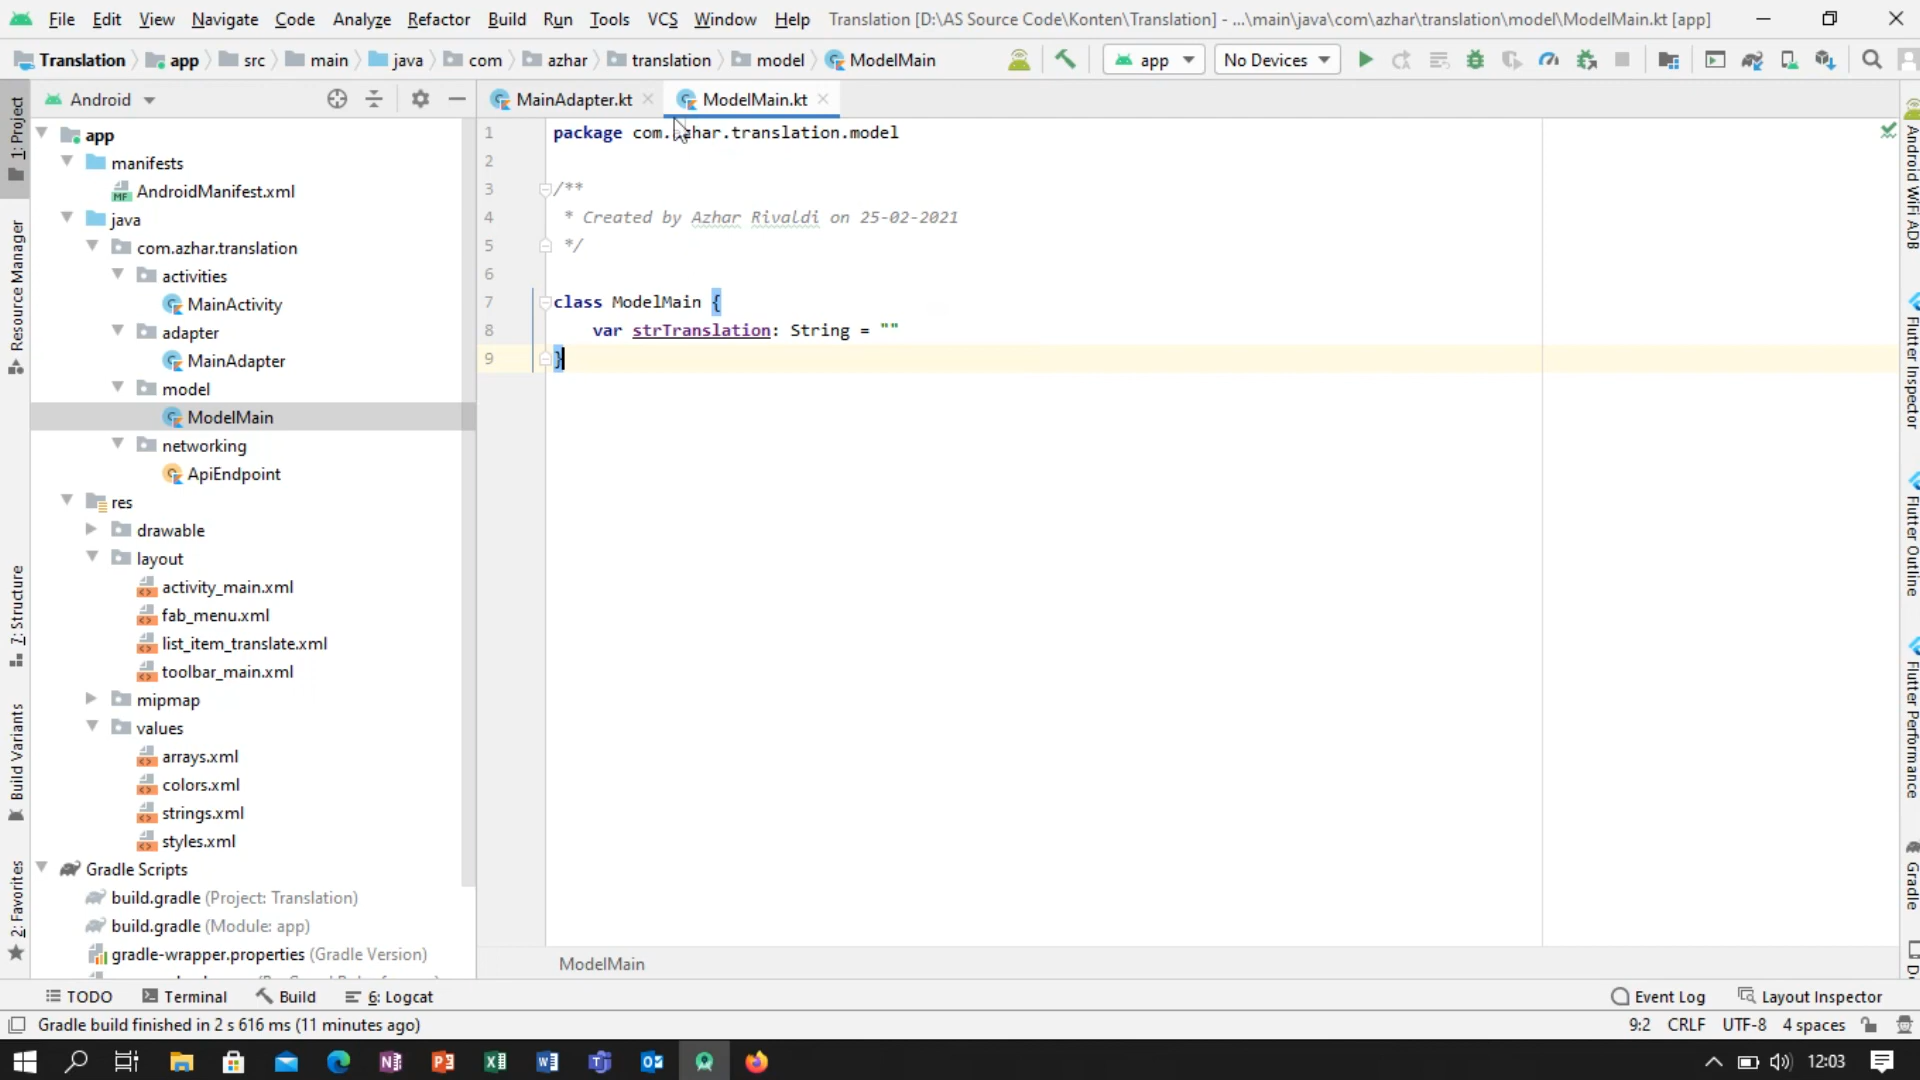 File Edit View Navigate Code Analyze Refactor Build Run Tools VCS Window Help Translation [D:\AS Source Code\Konten\Translation] - ...\main\java\com\azhar\translation\model\ModelMain.kt [app]
Translation app src main java com azhar translation model ModelMain app No Devices
1: Project
Resource Manager
7: Structure
Build Variants
2: Favorites
Android
MainAdapter.kt ModelMain.kt
app
manifests
AndroidManifest.xml
java
com.azhar.translation
activities
MainActivity
adapter
MainAdapter
model
ModelMain
networking
ApiEndpoint
res
drawable
layout
activity_main.xml
fab_menu.xml
list_item_translate.xml
toolbar_main.xml
mipmap
values
arrays.xml
colors.xml
strings.xml
styles.xml
Gradle Scripts
build.gradle (Project: Translation)
build.gradle (Module: app)
gradle-wrapper.properties (Gradle Version)
1 package com.azhar.translation.model
2
3 /**
4 * Created by Azhar Rivaldi on 25-02-2021
5 */
6
7 class ModelMain {
8 var strTranslation: String = ""
9 }
ModelMain
Android WiFi ADB
Flutter Inspector
Flutter Outline
Flutter Performance
Gradle
TODO Terminal Build 6: Logcat Event Log Layout Inspector
Gradle build finished in 2 s 616 ms (11 minutes ago) 9:2 CRLF UTF-8 4 spaces
12:03